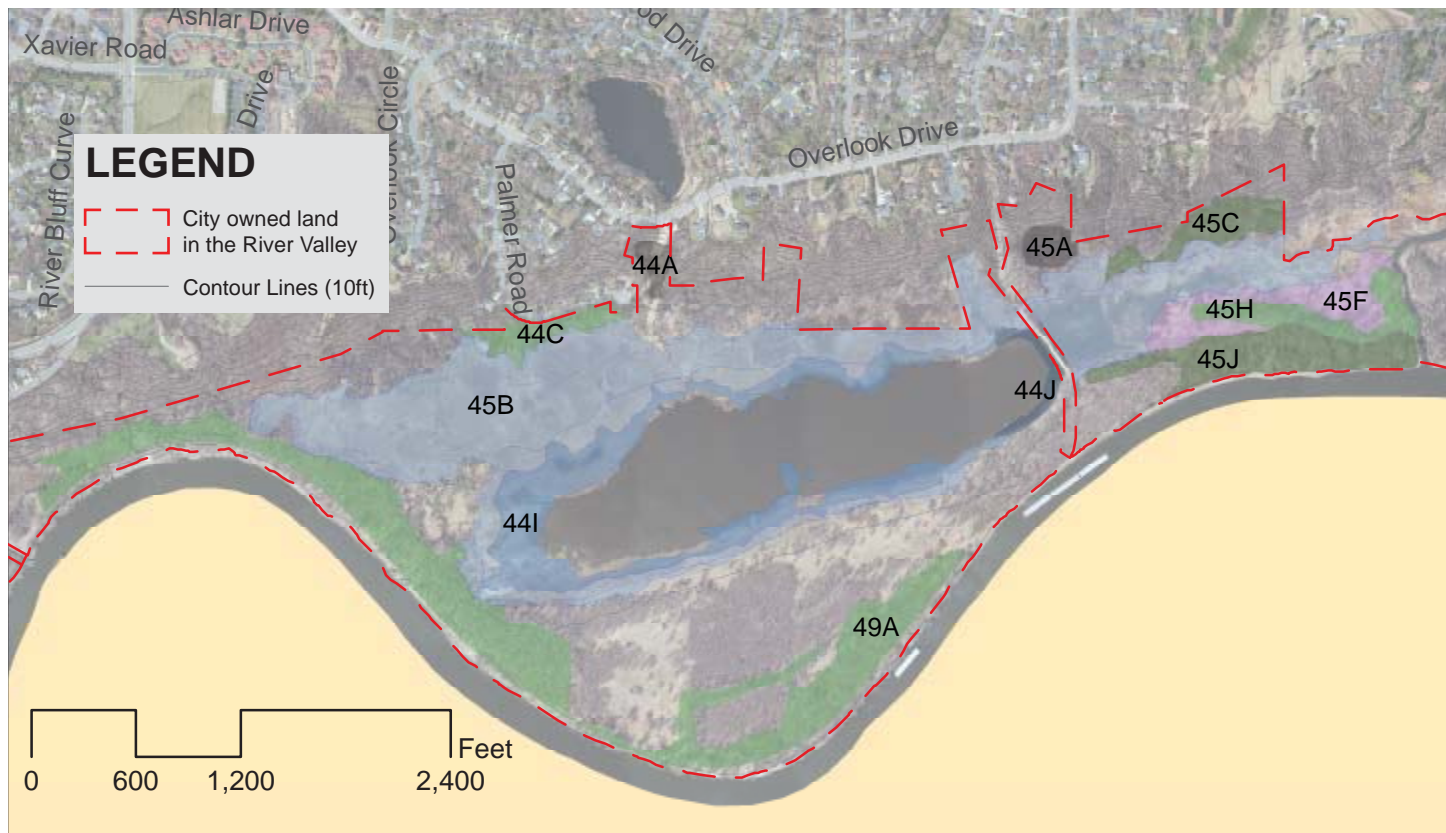 Ashlar Drive
Xavier Road
od Drive
Drive
Overlook Circle
River Bluff Curve
Palmer Road
Overlook Drive
LEGEND
City owned land
in the River Valley
Contour Lines (10ft)
44A
45A
45C
45F
45H
45J
44C
44J
45B
44I
49A
Feet
0 600 1,200 2,400